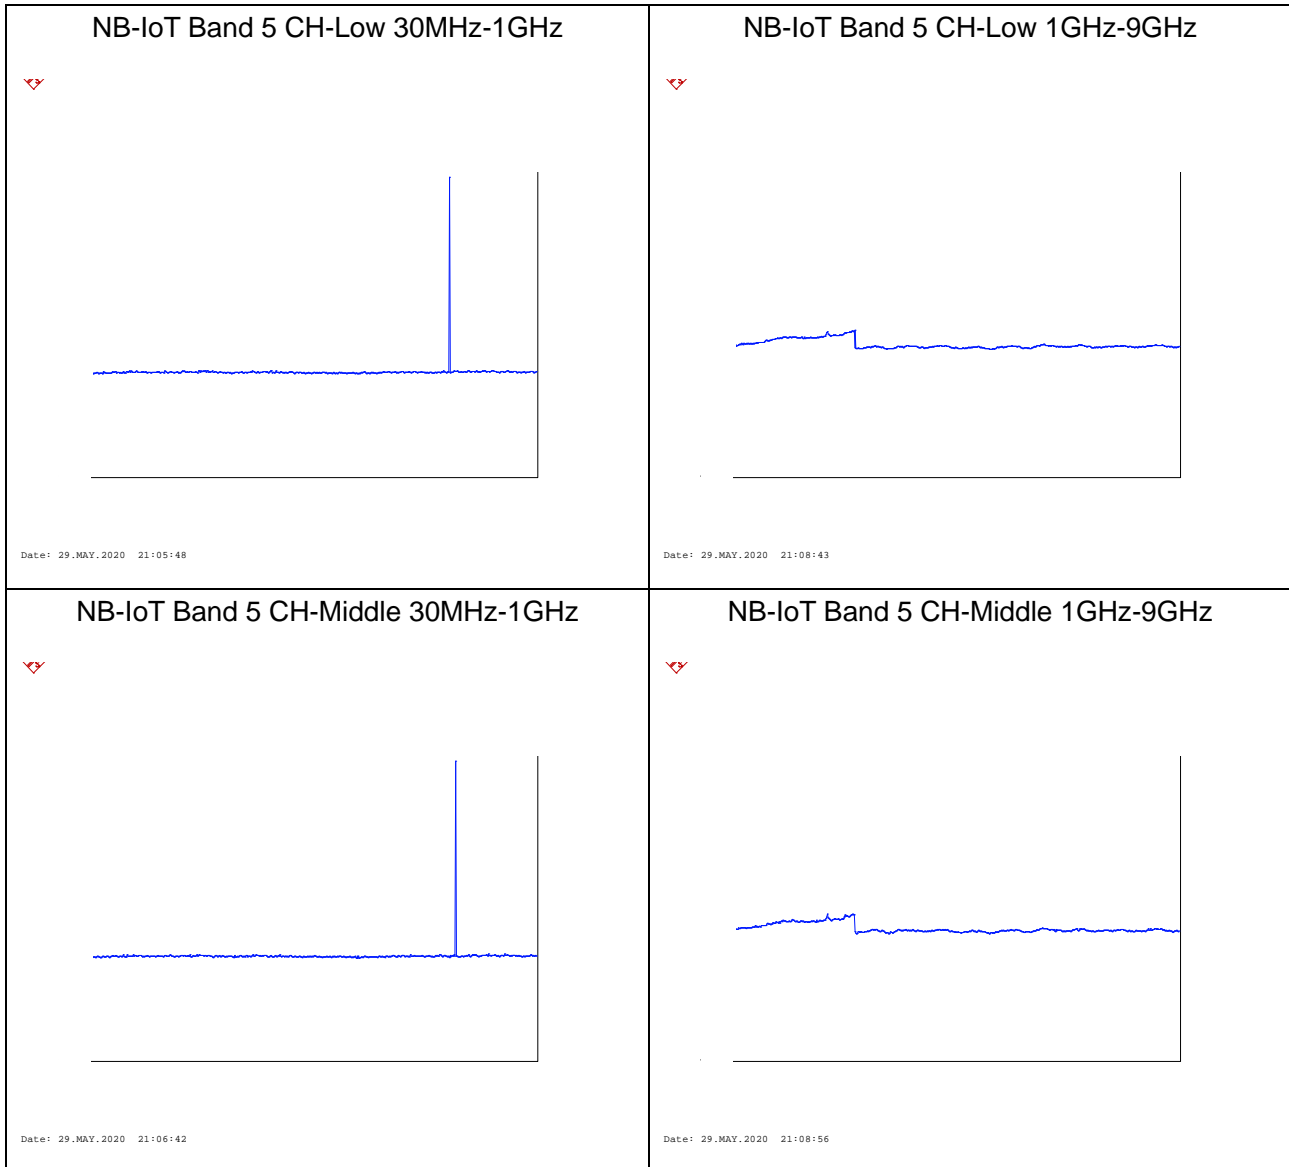 NB-IoT Band 5 CH-Low 30MHz-1GHz
Date: 29.MAY.2020 21:05:48
NB-IoT Band 5 CH-Low 1GHz-9GHz
Date: 29.MAY.2020 21:08:43
NB-IoT Band 5 CH-Middle 30MHz-1GHz
Date: 29.MAY.2020 21:06:42
NB-IoT Band 5 CH-Middle 1GHz-9GHz
Date: 29.MAY.2020 21:08:56